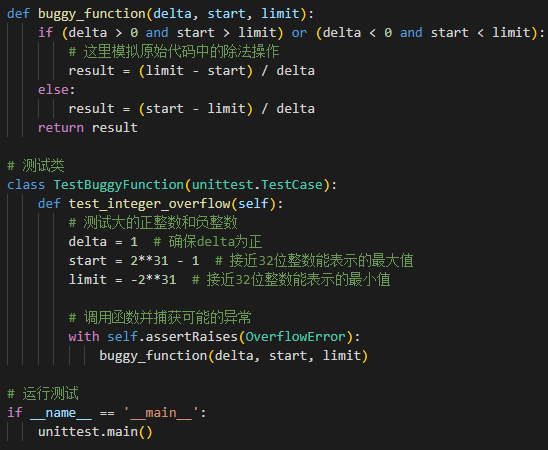 def buggy_function(delta, start, limit):
    if (delta > 0 and start > limit) or (delta < 0 and start < limit):
        # 这里模拟原始代码中的除法操作
        result = (limit - start) / delta
    else:
        result = (start - limit) / delta
    return result

# 测试类
class TestBuggyFunction(unittest.TestCase):
    def test_integer_overflow(self):
        # 测试大的正整数和负整数
        delta = 1  # 确保delta为正
        start = 2**31 - 1  # 接近32位整数能表示的最大值
        limit = -2**31  # 接近32位整数能表示的最小值

        # 调用函数并捕获可能的异常
        with self.assertRaises(OverflowError):
            buggy_function(delta, start, limit)

# 运行测试
if __name__ == '__main__':
    unittest.main()